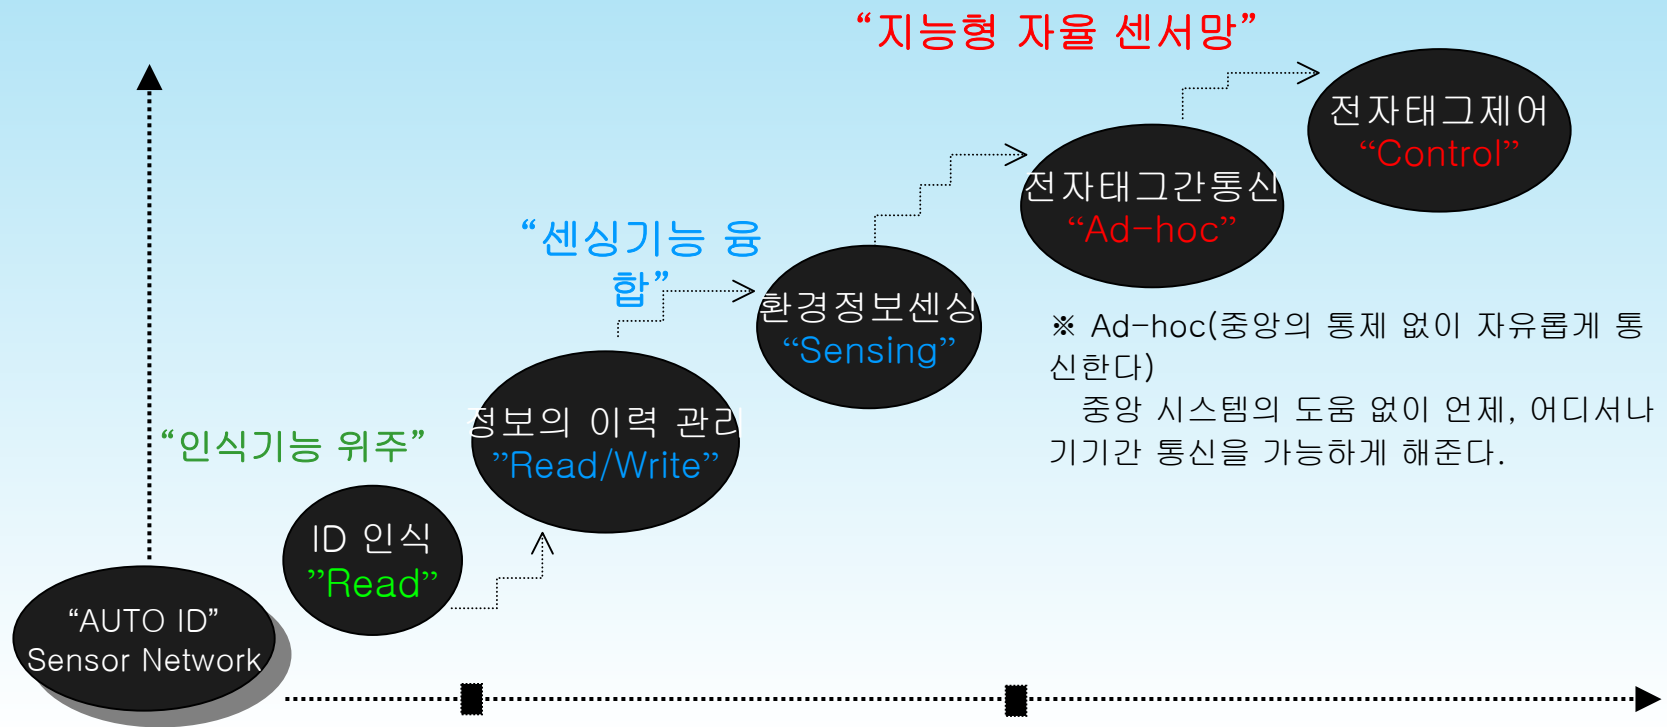 “지능형 자율 센서망”
전자태그제어
“Control”
전자태그간통신
“Ad-hoc”
“센싱기능 융
합”
환경정보센싱
“Sensing”
※ Ad-hoc(중앙의 통제 없이 자유롭게 통
신한다)
중앙 시스템의 도움 없이 언제, 어디서나
기기간 통신을 가능하게 해준다.
정보의 이력 관리
”Read/Write”
“인식기능 위주”
ID 인식
”Read”
“AUTO ID”
Sensor Network